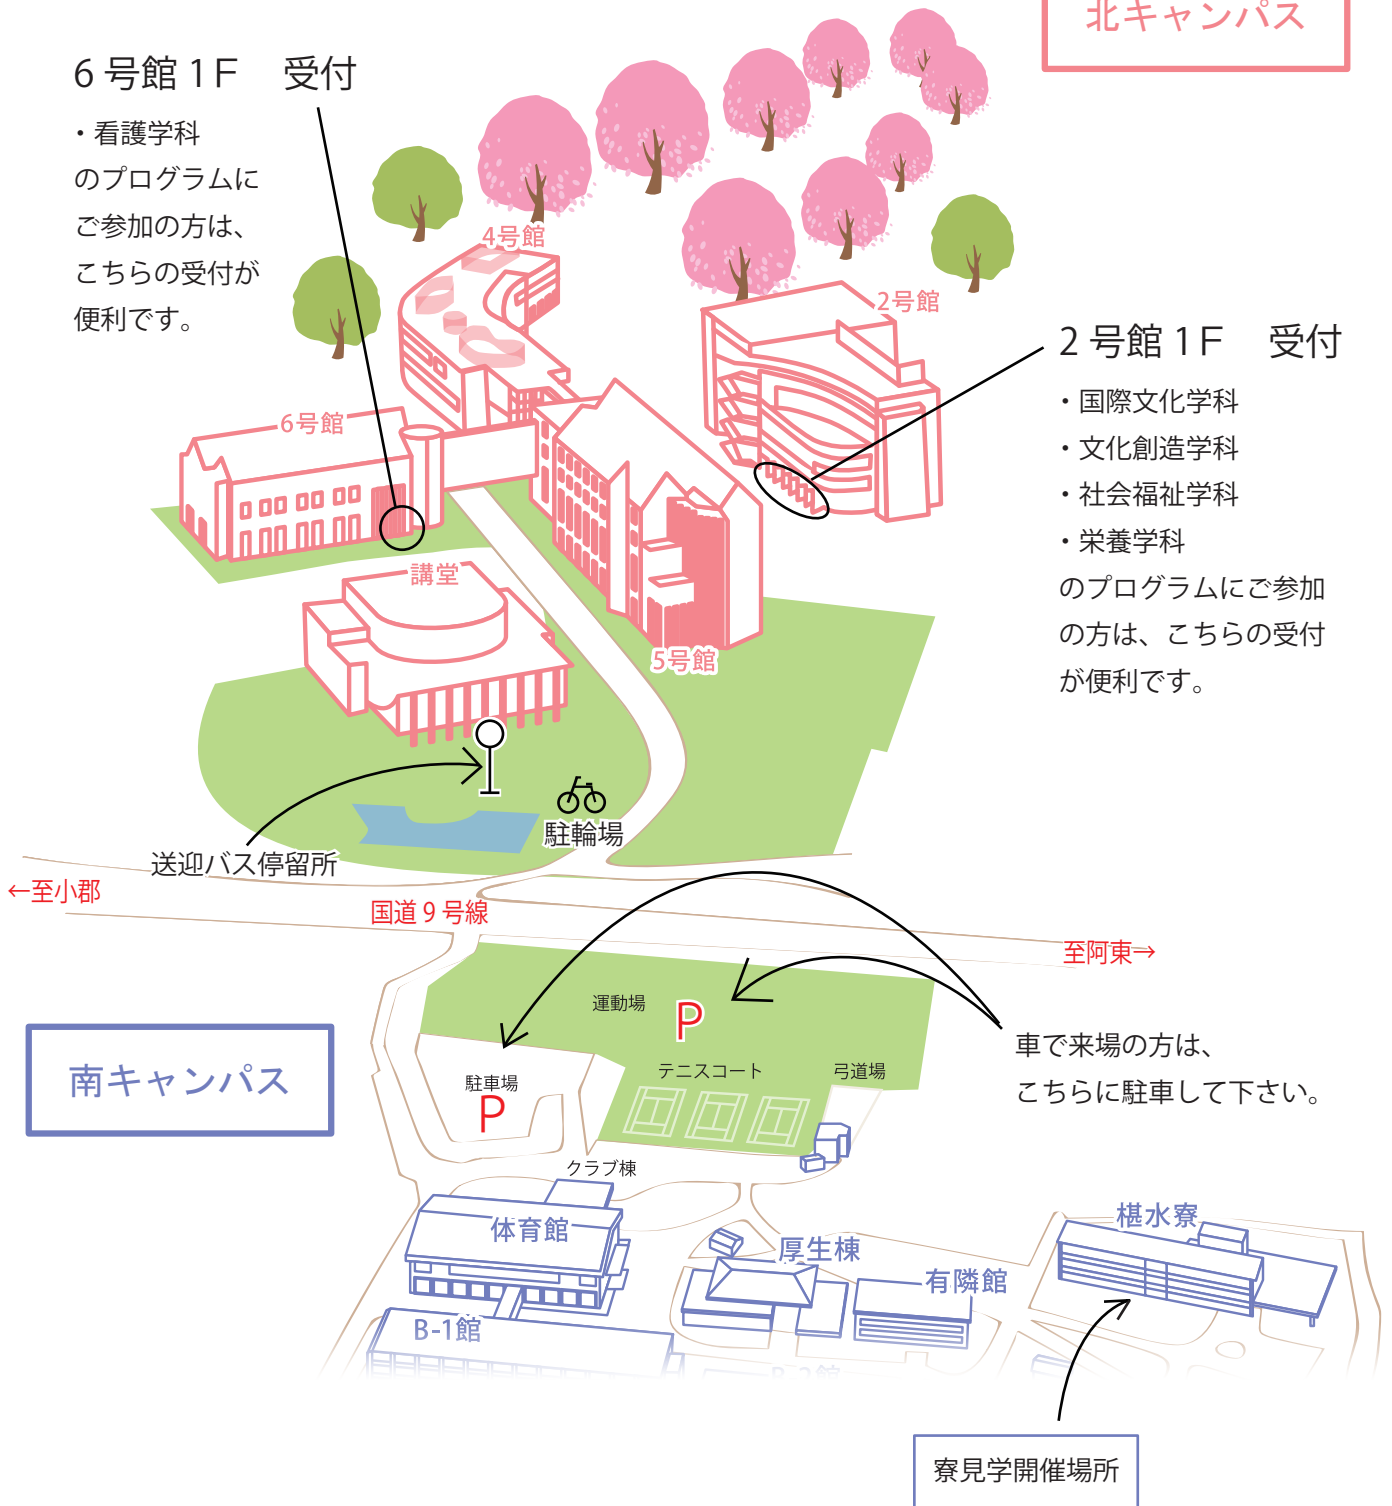 北キャンパス
6号館1F 受付
・看護学科
のプログラムに
ご参加の方は、
こちらの受付が
便利です。
4号館
2号館
2号館1F 受付
・国際文化学科
・文化創造学科
・社会福祉学科
・栄養学科
のプログラムにご参加
の方は、こちらの受付
が便利です。
6号館
講堂
5号館
駐輪場
送迎バス停留所
←至小郡
国道9号線
至阿東→
運動場
P
車で来場の方は、
こちらに駐車して下さい。
南キャンパス
駐車場
P
テニスコート
弓道場
クラブ棟
体育館
厚生棟
有隣館
椹水寮
B-1館
B-2館
寮見学開催場所